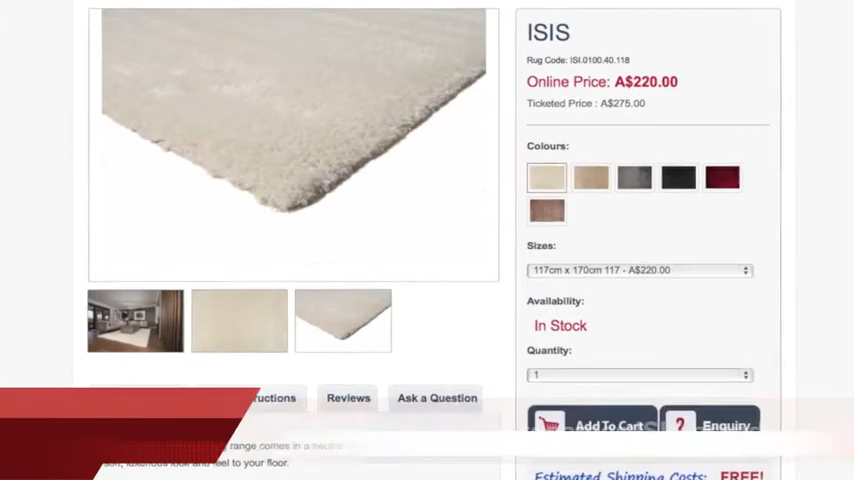 ISIS
Rug Code: ISI.0100.40.118
Online Price: A$220.00
Ticketed Price : A$275.00
Colours:
Sizes:
117cm x 170cm 117 - A$220.00
Availability:
In Stock
Quantity:
1
Add To Cart
? Enquiry
Estimated Shipping Costs: FREE!
Reviews
Ask a Question
range comes in a
luxurious look and feel to your floor.